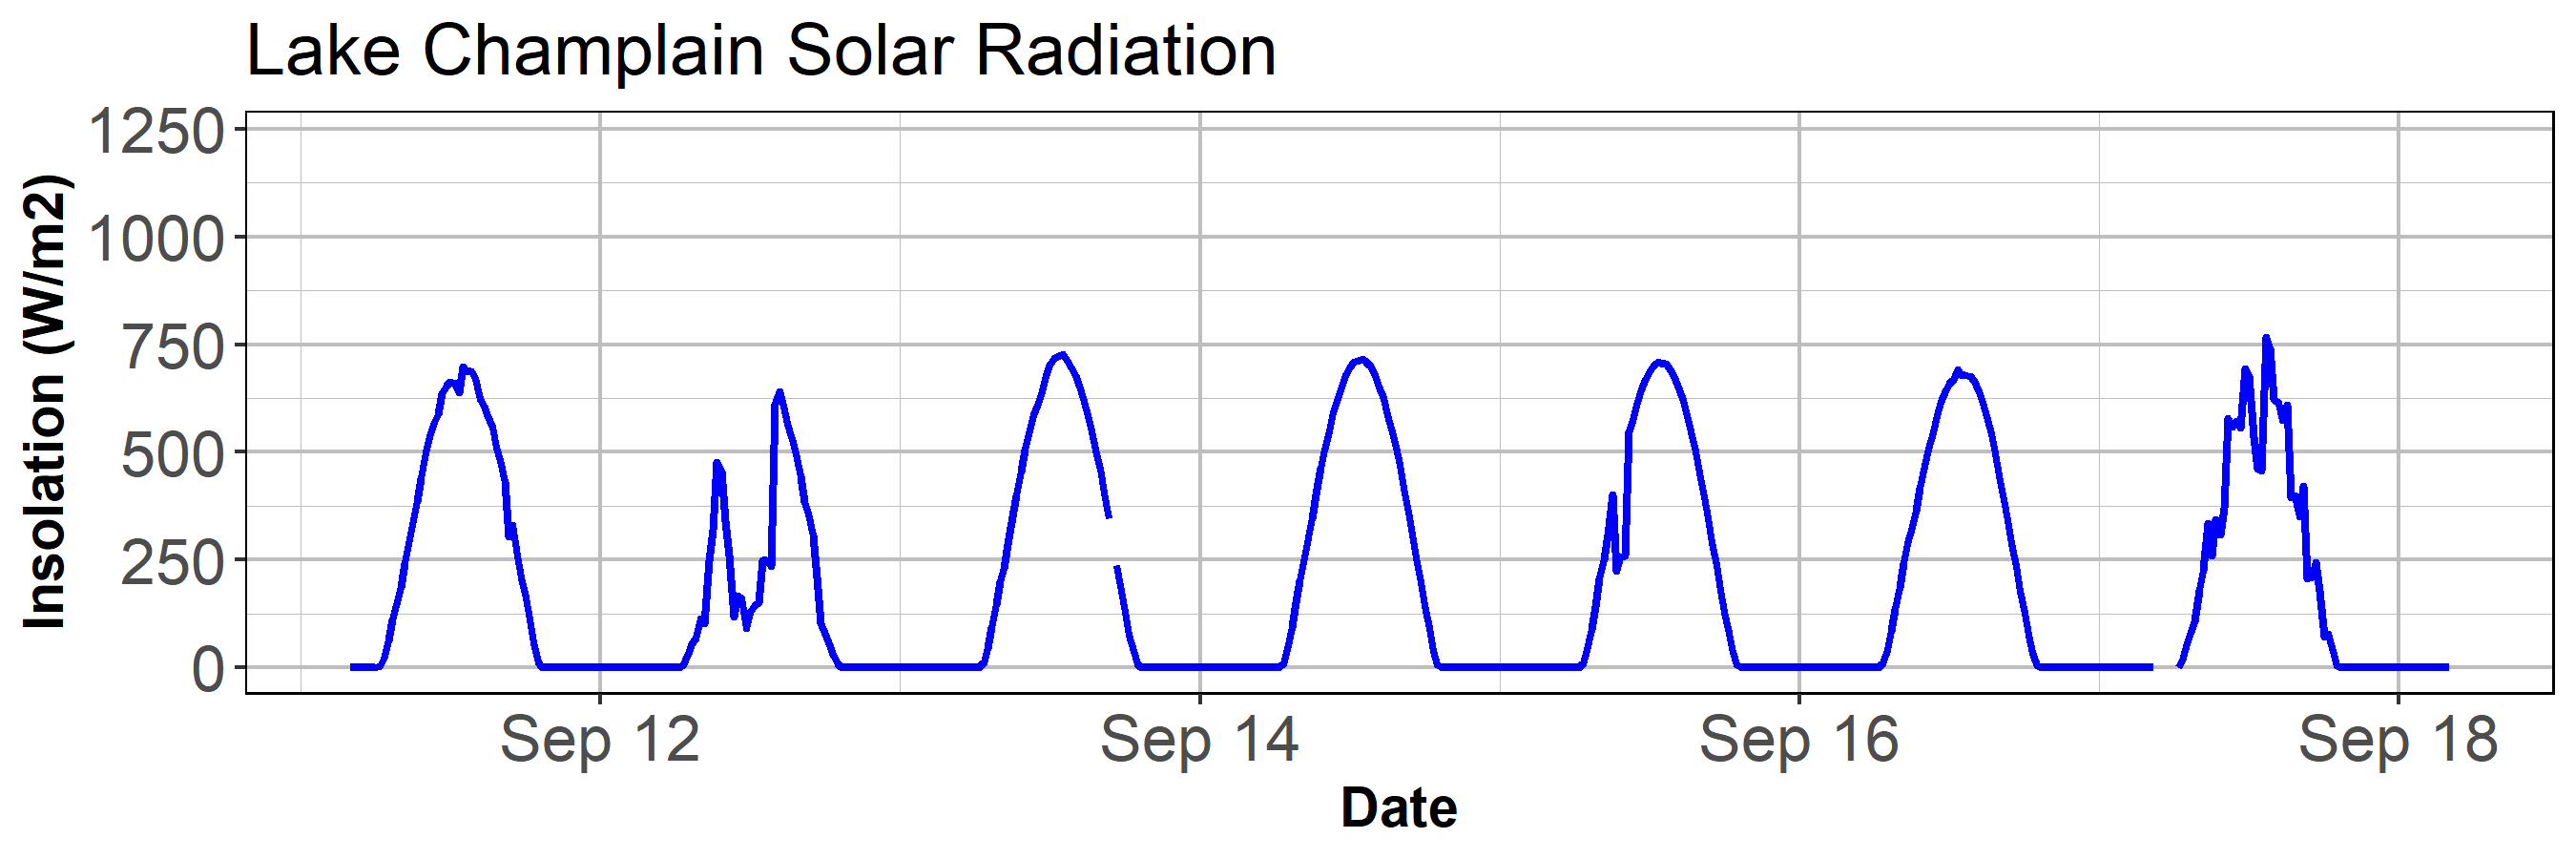 Lake Champlain Solar Radiation
Insolation (W/m2)
1250
1000
750
500
250
0
Sep 12 Sep 14 Sep 16 Sep 18
Date